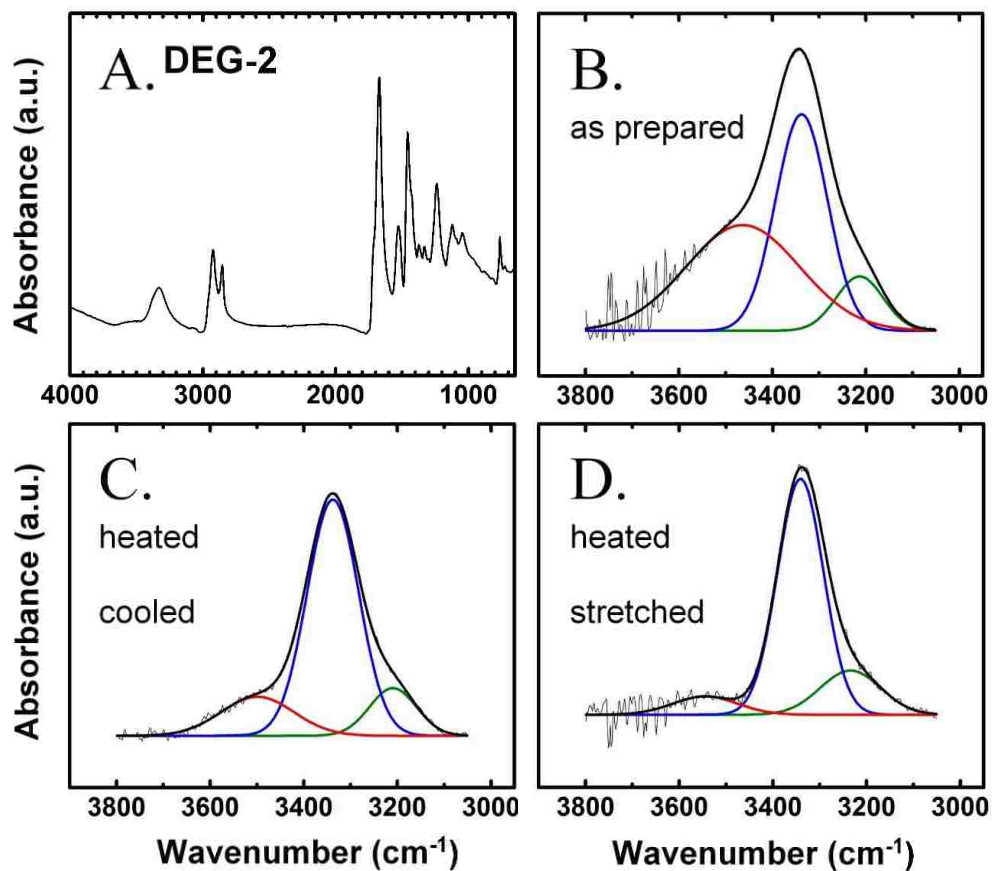 A. DEG-2
Absorbance (a.u.)
4000 3000 2000 1000
B.
as prepared
3800 3600 3400 3200 3000
C.
heated
cooled
Absorbance (a.u.)
3800 3600 3400 3200 3000
Wavenumber (cm-1)
D.
heated
stretched
3800 3600 3400 3200 3000
Wavenumber (cm-1)